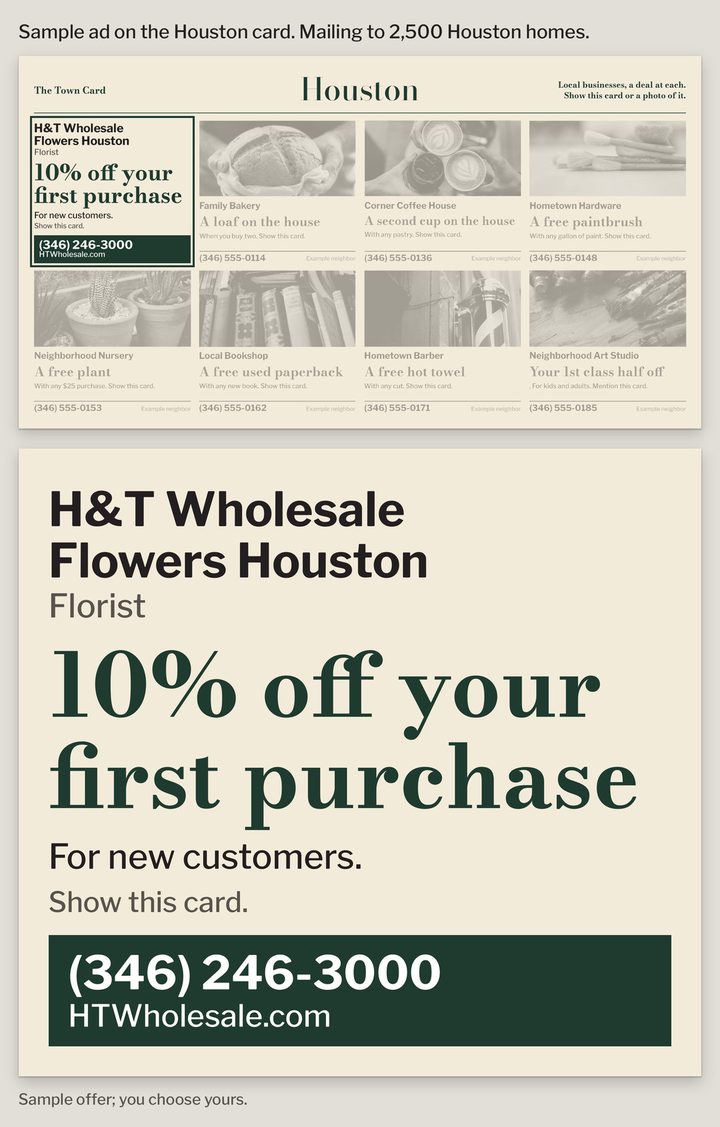 Sample ad on the Houston card. Mailing to 2,500 Houston homes.
The Town Card
Houston
Local businesses, a deal at each.
Show this card or a photo of it.
H&T Wholesale
Flowers Houston
Florist
10% off your
first purchase
For new customers.
Show this card.
(346) 246-3000
HTWholesale.com
Family Bakery
A loaf on the house
When you buy two. Show this card.
(346) 555-0114
Example neighbor
Corner Coffee House
A second cup on the house
With any pastry. Show this card.
(346) 555-0136
Example neighbor
Hometown Hardware
A free paintbrush
With any gallon of paint. Show this card.
(346) 555-0148
Example neighbor
Neighborhood Nursery
A free plant
With any $25 purchase. Show this card.
(346) 555-0153
Example neighbor
Local Bookshop
A free used paperback
With any new book. Show this card.
(346) 555-0162
Example neighbor
Hometown Barber
A free hot towel
With any cut. Show this card.
(346) 555-0171
Example neighbor
Neighborhood Art Studio
Your 1st class half off
For kids and adults. Mention this card.
(346) 555-0185
Example neighbor
H&T Wholesale
Flowers Houston
Florist
10% off your
first purchase
For new customers.
Show this card.
(346) 246-3000
HTWholesale.com
Sample offer; you choose yours.